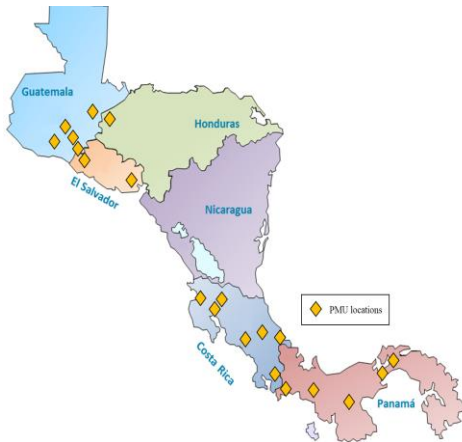 Guatemala
Honduras
El Salvador
Nicaragua
PMU locations
Costa Rica
Panamá